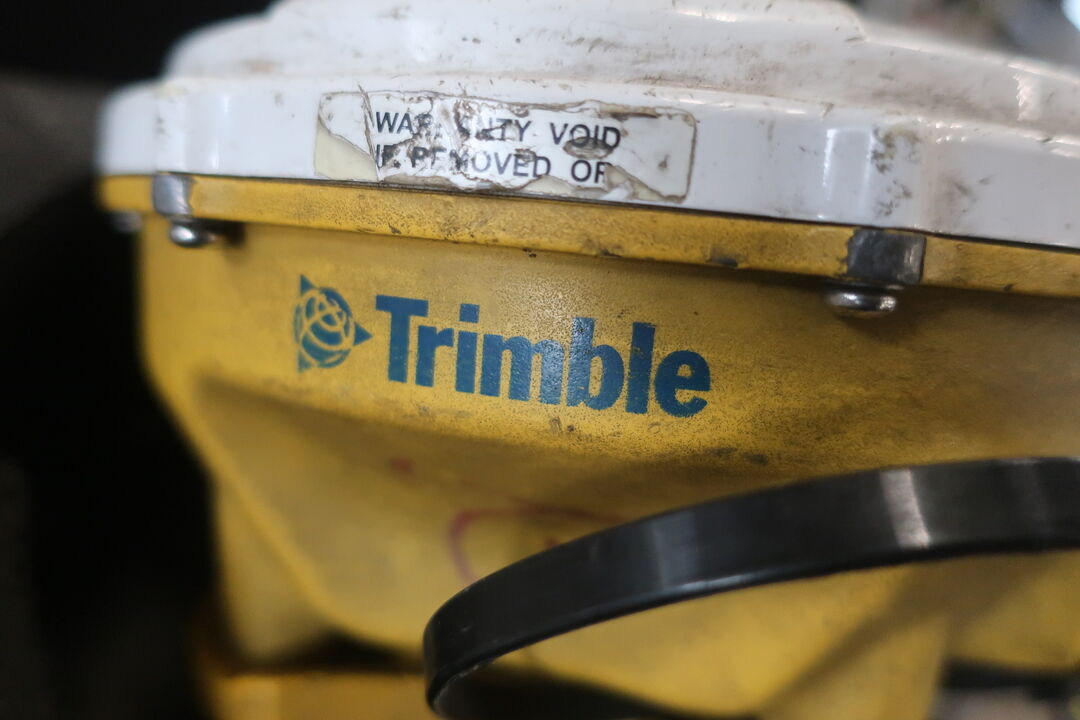 WARRANTY VOID
IF REMOVED OR
Trimble